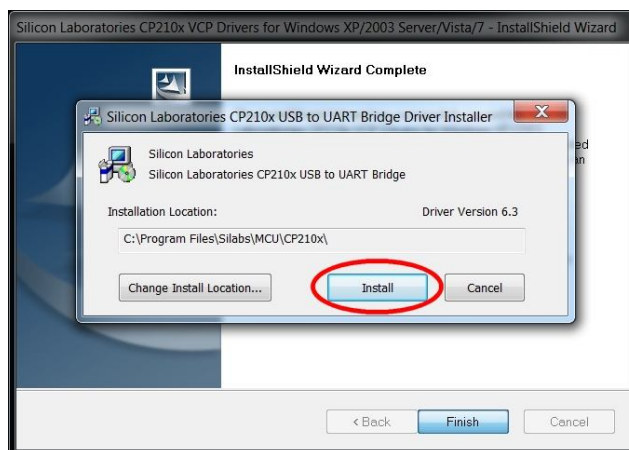 Silicon Laboratories CP210x VCP Drivers for Windows XP/2003 Server/Vista/7 - InstallShield Wizard
InstallShield Wizard Complete
Silicon Laboratories CP210x USB to UART Bridge Driver Installer
Silicon Laboratories
Silicon Laboratories CP210x USB to UART Bridge
Installation Location:
Driver Version 6.3
C:\Program Files\Silabs\MCU\CP210x\
Change Install Location...
Install
Cancel
< Back
Finish
Cancel